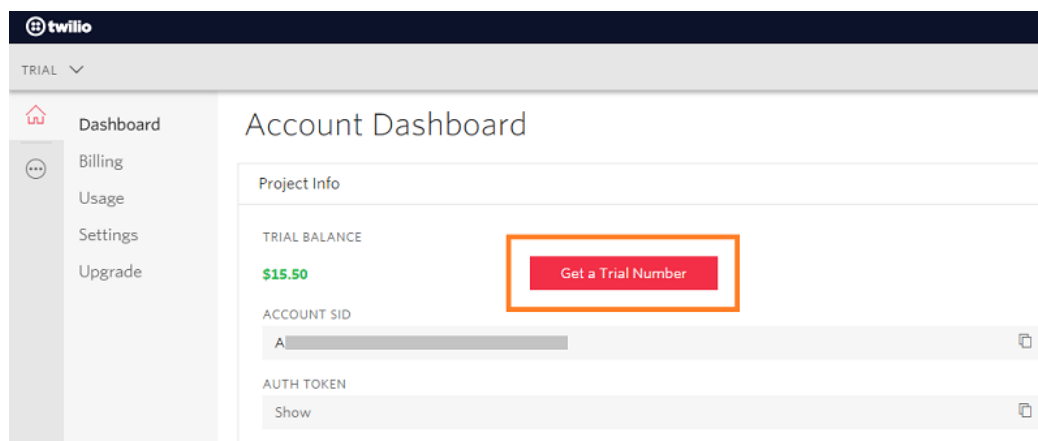 twilio
TRIAL
Dashboard
Billing
Usage
Settings
Upgrade
Account Dashboard
Project Info
TRIAL BALANCE
$15.50
Get a Trial Number
ACCOUNT SID
A
AUTH TOKEN
Show